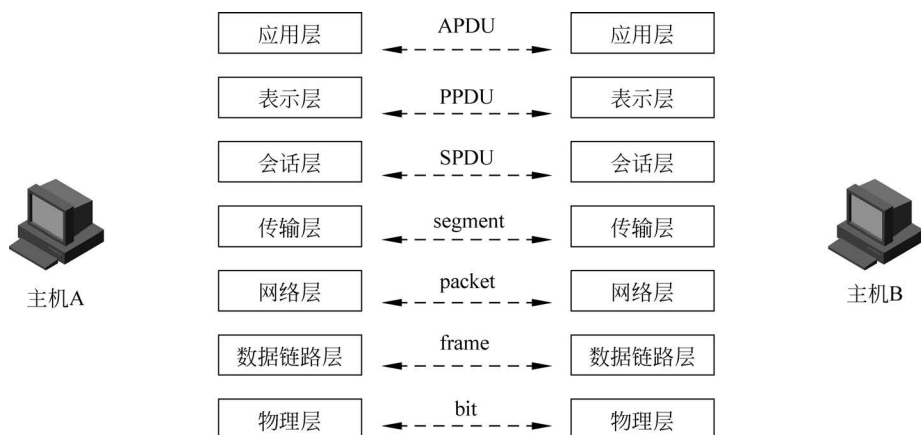 应用层 APDU 应用层
表示层 PPDU 表示层
会话层 SPDU 会话层
传输层 segment 传输层
主机A 网络层 packet 网络层 主机B
数据链路层 frame 数据链路层
物理层 bit 物理层